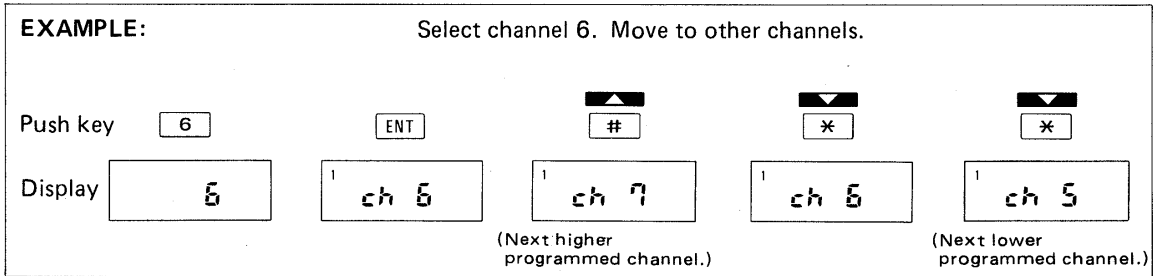 EXAMPLE: Select channel 6. Move to other channels.
Push key 6 ENT # * *
Display 6 1 ch 6 1 ch 7 1 ch 6 1 ch 5
(Next higher programmed channel.) (Next lower programmed channel.)